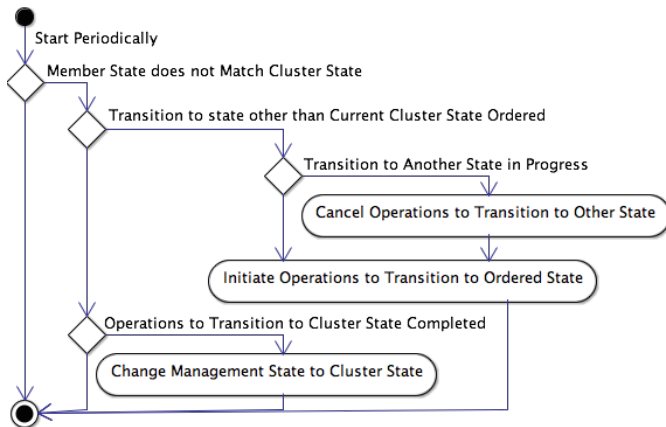 Start Periodically
Member State does not Match Cluster State
Transition to state other than Current Cluster State Ordered
Transition to Another State in Progress
Cancel Operations to Transition to Other State
Initiate Operations to Transition to Ordered State
Operations to Transition to Cluster State Completed
Change Management State to Cluster State